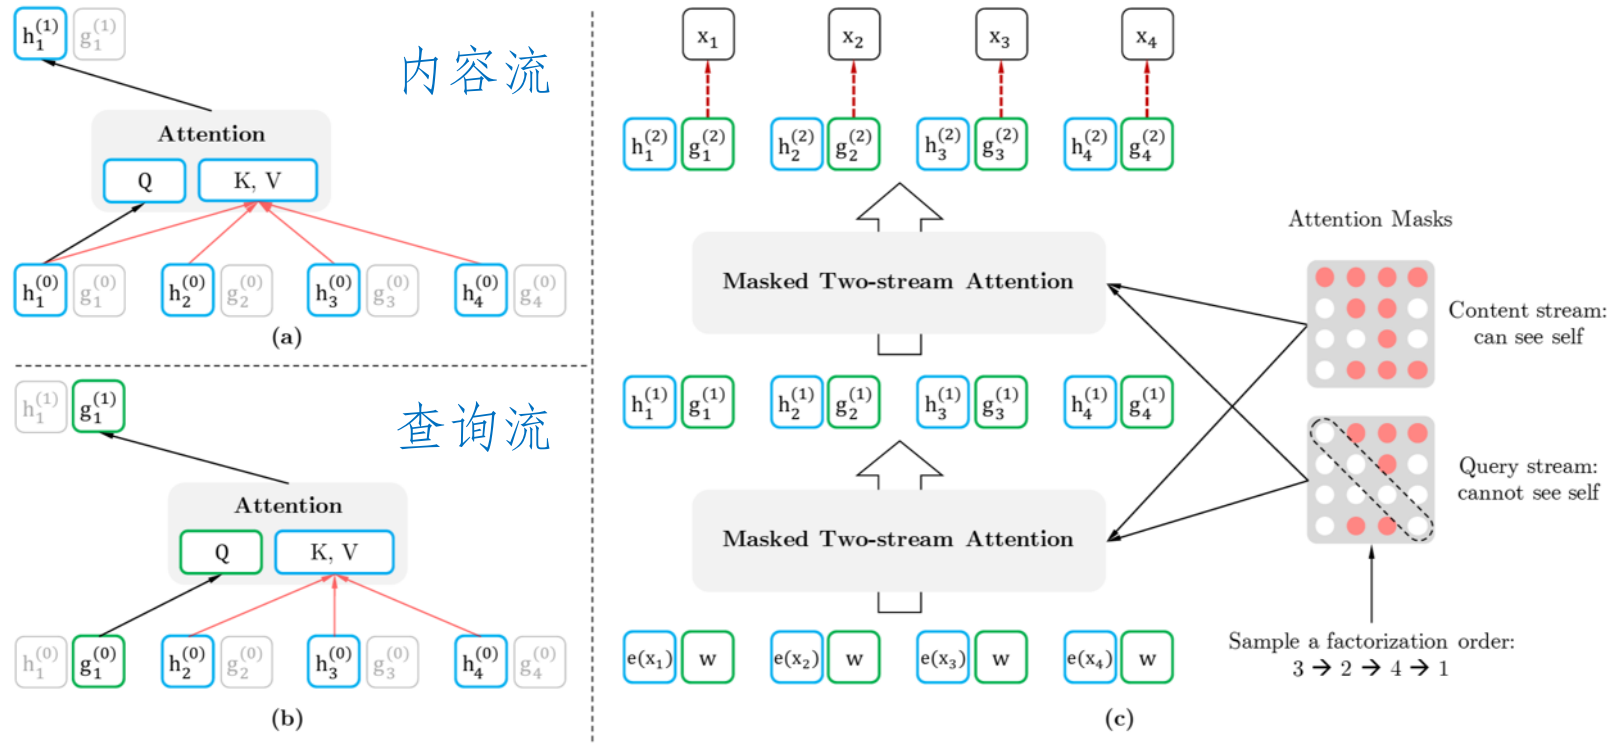 h₁⁽¹⁾ g₁⁽¹⁾
内容流
Attention
Q K, V
h₁⁽⁰⁾ g₁⁽⁰⁾ h₂⁽⁰⁾ g₂⁽⁰⁾ h₃⁽⁰⁾ g₃⁽⁰⁾ h₄⁽⁰⁾ g₄⁽⁰⁾
(a)
h₁⁽¹⁾ g₁⁽¹⁾
查询流
Attention
Q K, V
h₁⁽⁰⁾ g₁⁽⁰⁾ h₂⁽⁰⁾ g₂⁽⁰⁾ h₃⁽⁰⁾ g₃⁽⁰⁾ h₄⁽⁰⁾ g₄⁽⁰⁾
(b)
x₁ x₂ x₃ x₄
h₁⁽²⁾ g₁⁽²⁾ h₂⁽²⁾ g₂⁽²⁾ h₃⁽²⁾ g₃⁽²⁾ h₄⁽²⁾ g₄⁽²⁾
Masked Two-stream Attention
h₁⁽¹⁾ g₁⁽¹⁾ h₂⁽¹⁾ g₂⁽¹⁾ h₃⁽¹⁾ g₃⁽¹⁾ h₄⁽¹⁾ g₄⁽¹⁾
Masked Two-stream Attention
e(x₁) w e(x₂) w e(x₃) w e(x₄) w
(c)
Attention Masks
Content stream:
can see self
Query stream:
cannot see self
Sample a factorization order:
3 → 2 → 4 → 1